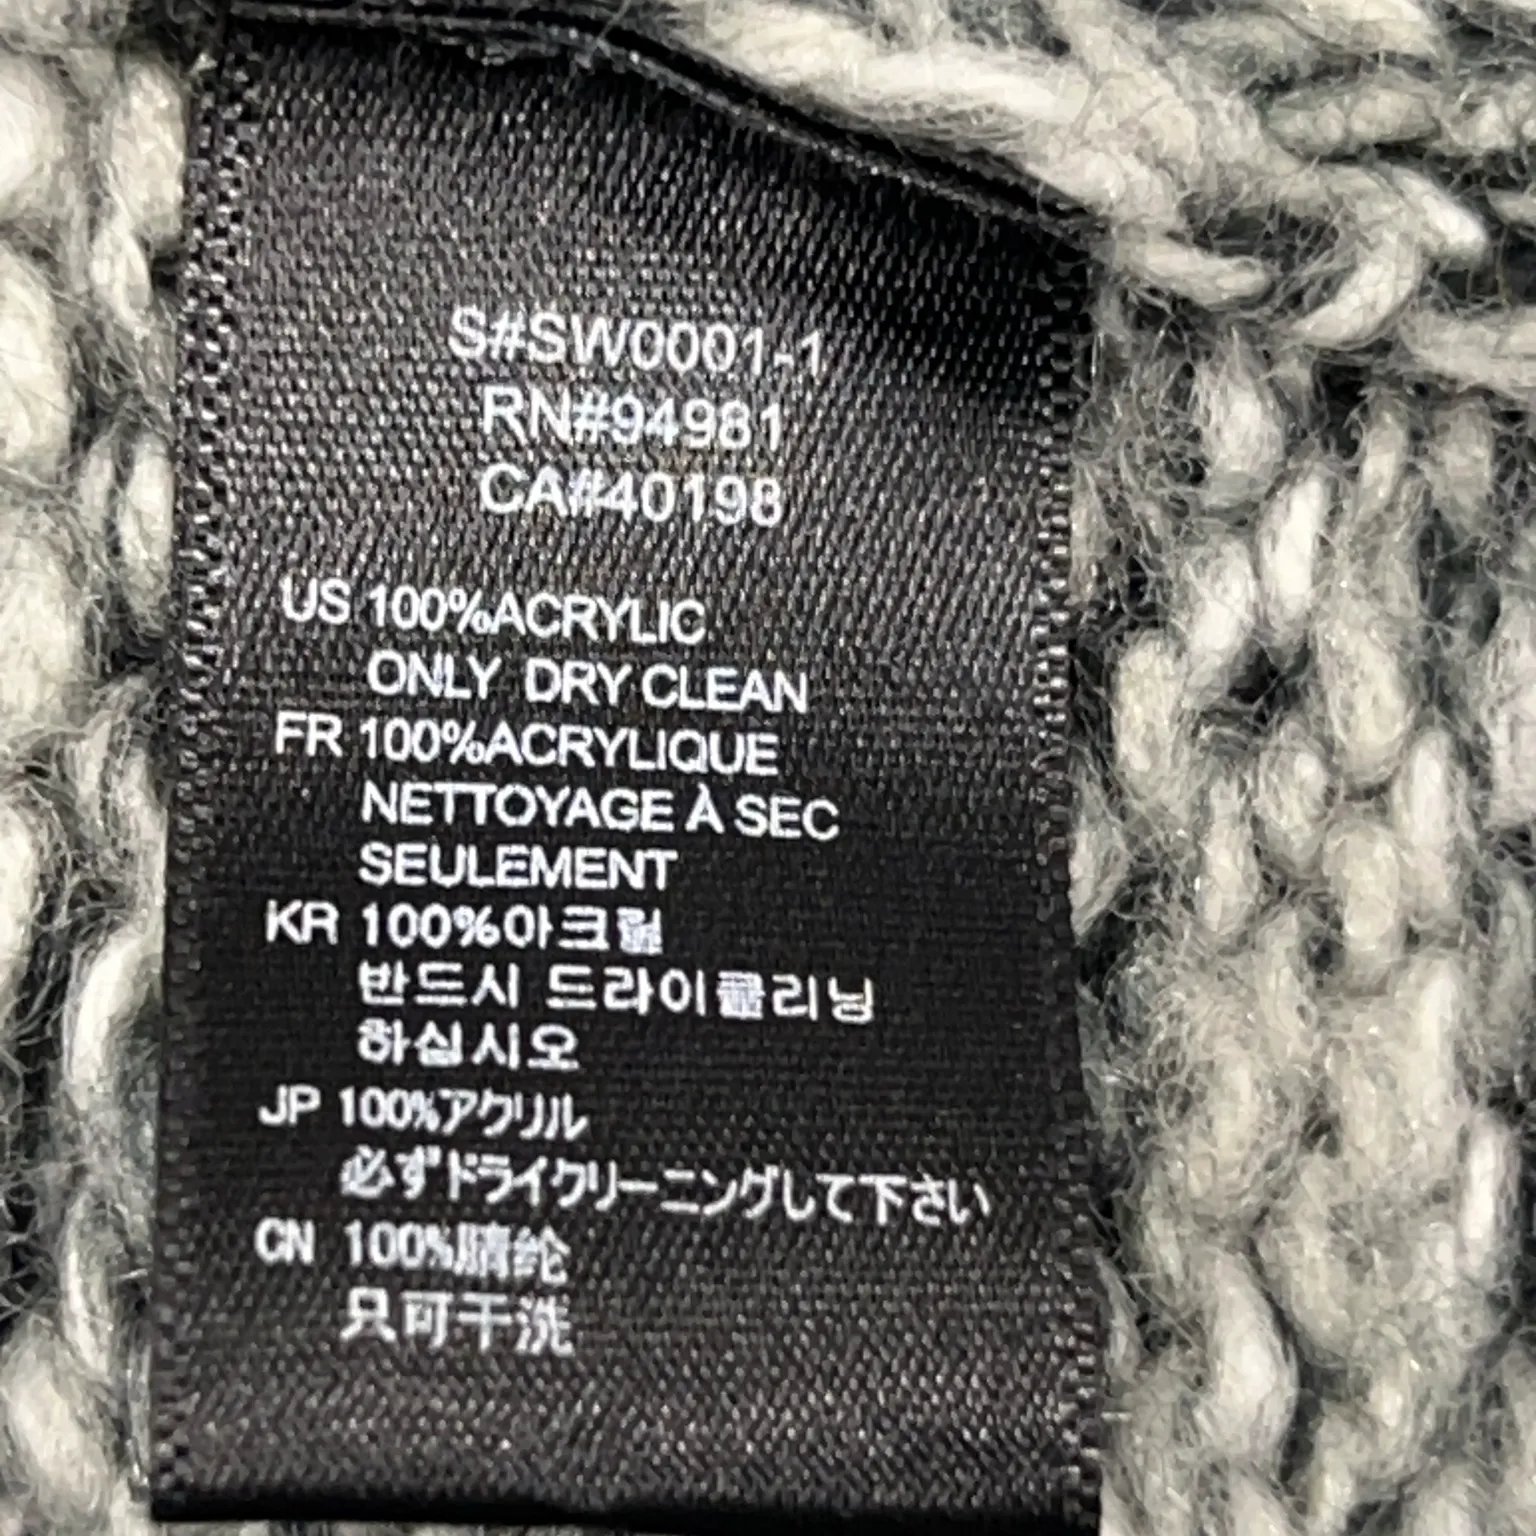 S#SW0001-1
RN#94981
CA#40198
US 100%ACRYLIC
ONLY DRY CLEAN
FR 100%ACRYLIQUE
NETTOYAGE À SEC
SEULEMENT
KR 100%아크릴
반드시 드라이클리닝
하십시오
JP 100%アクリル
必ずドライクリーニングして下さい
CN 100%腈纶
只可干洗